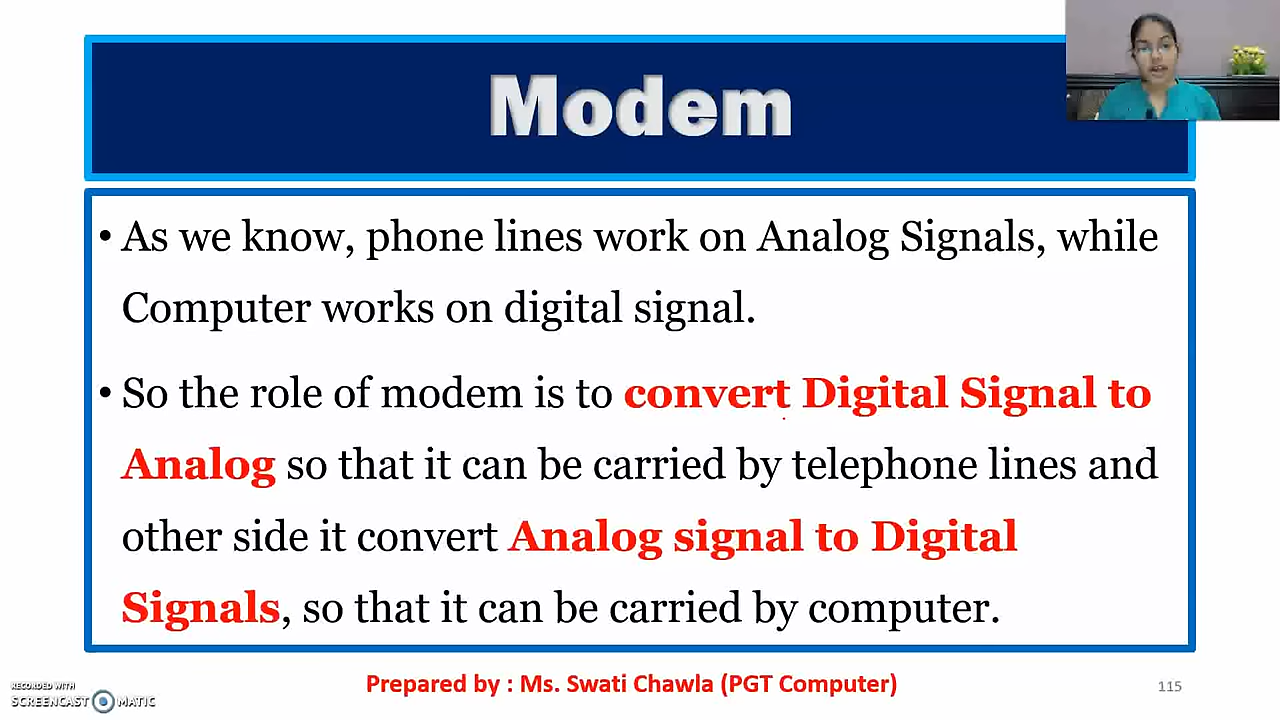 Modem
• As we know, phone lines work on Analog Signals, while
Computer works on digital signal.
• So the role of modem is to convert Digital Signal to
Analog so that it can be carried by telephone lines and
other side it convert Analog signal to Digital
Signals, so that it can be carried by computer.
Prepared by : Ms. Swati Chawla (PGT Computer)
115
RECORDED WITH
SCREENCAST MATIC